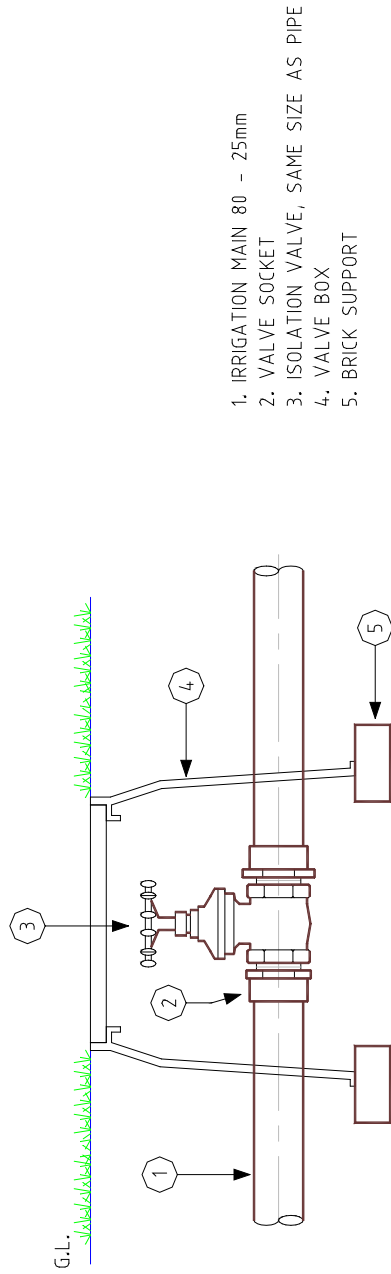 G.L.
1
2
3
4
5
1. IRRIGATION MAIN 80 - 25mm
2. VALVE SOCKET
3. ISOLATION VALVE, SAME SIZE AS PIPE
4. VALVE BOX
5. BRICK SUPPORT